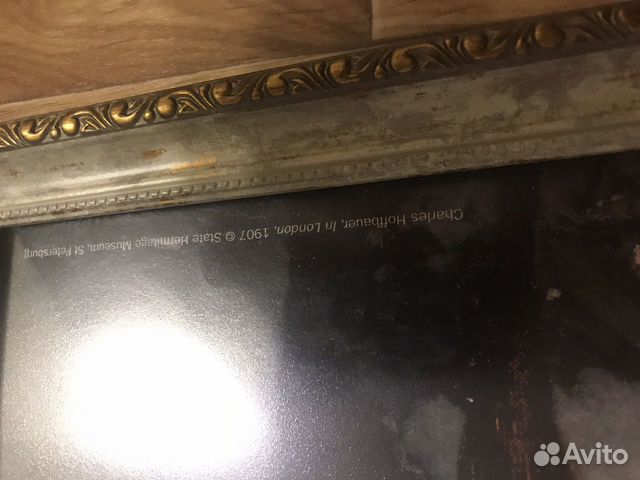 Charles Hoffbauer, In London, 1907 © State Hermitage Museum, St Petersburg
Avito